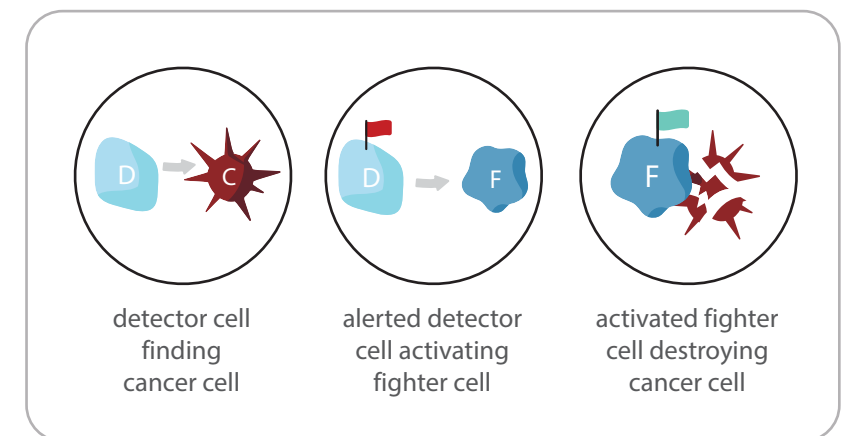 D
C
D
F
F
detector cell
finding
cancer cell
alerted detector
cell activating
fighter cell
activated fighter
cell destroying
cancer cell